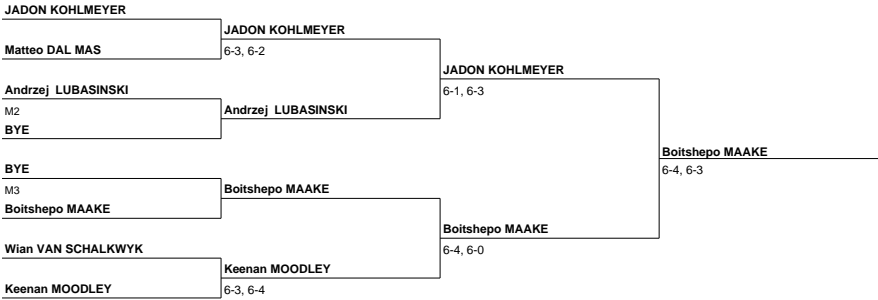 JADON KOHLMEYER
Matteo DAL MAS
Andrzej LUBASINSKI
M2
BYE
BYE
M3
Boitshepo MAAKE
Wian VAN SCHALKWYK
Keenan MOODLEY
JADON KOHLMEYER
6-3, 6-2
Andrzej LUBASINSKI
Boitshepo MAAKE
Keenan MOODLEY
6-3, 6-4
JADON KOHLMEYER
6-1, 6-3
Boitshepo MAAKE
6-4, 6-0
Boitshepo MAAKE
6-4, 6-3